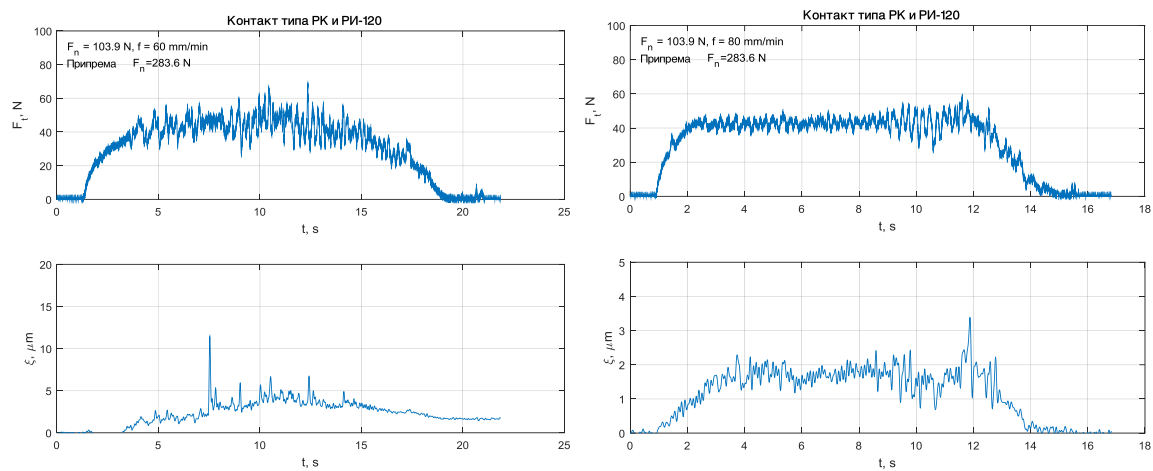 Контакт типа РК и РИ-120
100
80
60
40
20
0
F_t, N
F_n = 103.9 N, f = 60 mm/min
Припрема F_n=283.6 N
0 5 10 15 20 25
t, s
20
15
10
5
0
ξ, μm
0 5 10 15 20 25
t, s
Контакт типа РК и РИ-120
100
80
60
40
20
0
F_t, N
F_n = 103.9 N, f = 80 mm/min
Припрема F_n=283.6 N
0 2 4 6 8 10 12 14 16 18
t, s
5
4
3
2
1
0
ξ, μm
0 2 4 6 8 10 12 14 16 18
t, s